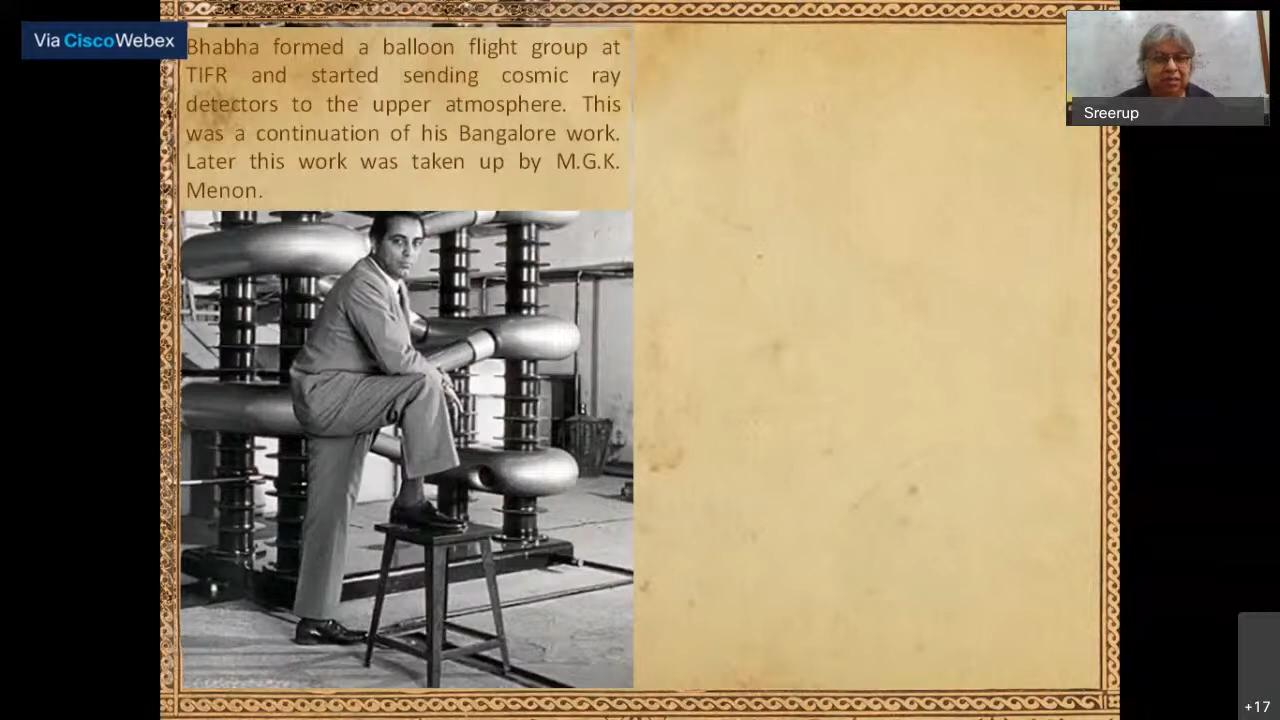 Via CiscoWebex
Bhabha formed a balloon flight group at
TIFR and started sending cosmic ray
detectors to the upper atmosphere. This
was a continuation of his Bangalore work.
Later this work was taken up by M.G.K.
Menon.
Sreerup
+17